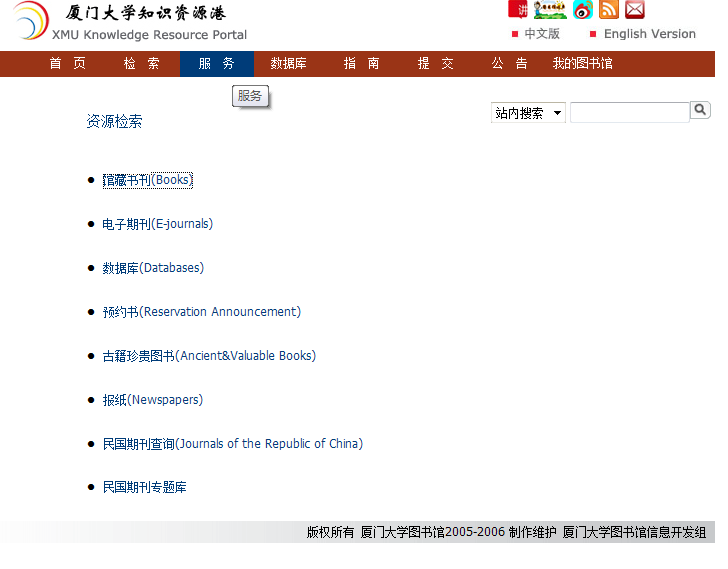 厦门大学知识资源港
XMU Knowledge Resource Portal
讲
中文版 English Version
首 页 检 索 服 务 数据库 指 南 提 交 公 告 我的图书馆
服务
资源检索
站内搜索
馆藏书刊(Books)
电子期刊(E-journals)
数据库(Databases)
预约书(Reservation Announcement)
古籍珍贵图书(Ancient&Valuable Books)
报纸(Newspapers)
民国期刊查询(Journals of the Republic of China)
民国期刊专题库
版权所有 厦门大学图书馆2005-2006 制作维护 厦门大学图书馆信息开发组